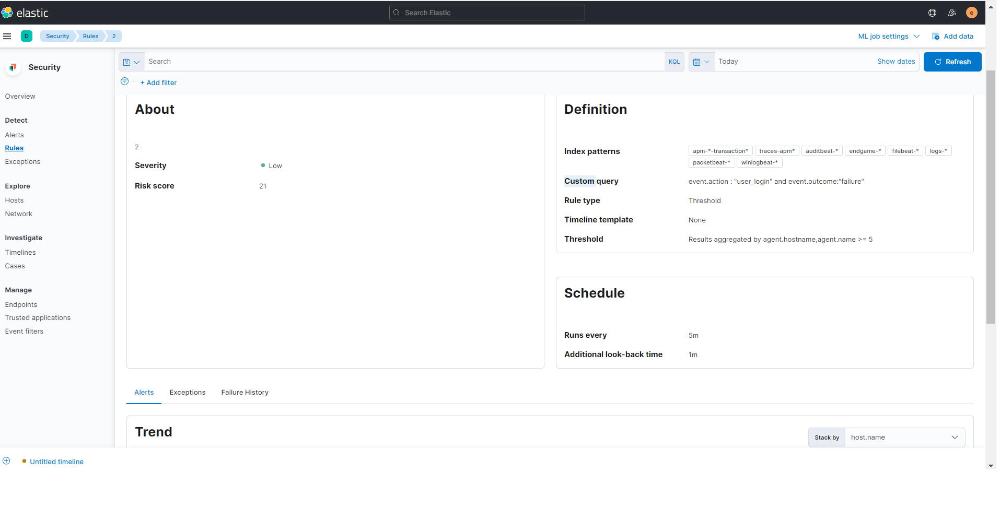 elastic
Search Elastic
e
D
Security
Rules
2
ML job settings
Add data
Security
Search
KQL
Today
Show dates
Refresh
+ Add filter
Overview
Detect
Alerts
Rules
Exceptions
Explore
Hosts
Network
Investigate
Timelines
Cases
Manage
Endpoints
Trusted applications
Event filters
About
2
Severity
Low
Risk score
21
Definition
Index patterns
apm-*-transaction* traces-apm* auditbeat-* endgame-* filebeat-* logs-*
packetbeat-* winlogbeat-*
Custom query
event.action : "user_login" and event.outcome:"failure"
Rule type
Threshold
Timeline template
None
Threshold
Results aggregated by agent.hostname,agent.name >= 5
Schedule
Runs every
5m
Additional look-back time
1m
Alerts
Exceptions
Failure History
Trend
Stack by
host.name
Untitled timeline